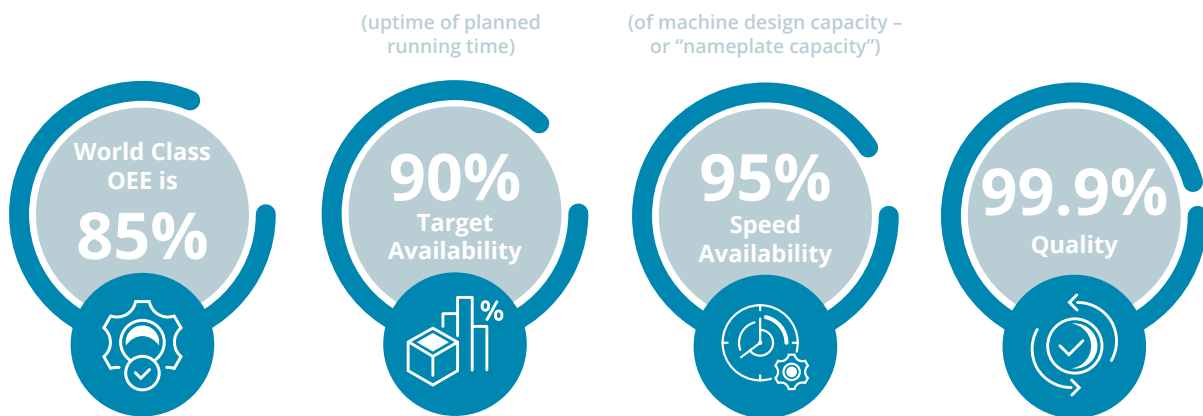 (uptime of planned
running time)
(of machine design capacity –
or “nameplate capacity”)
World Class
OEE is
85%
90%
Target
Availability
%
95%
Speed
Availability
99.9%
Quality